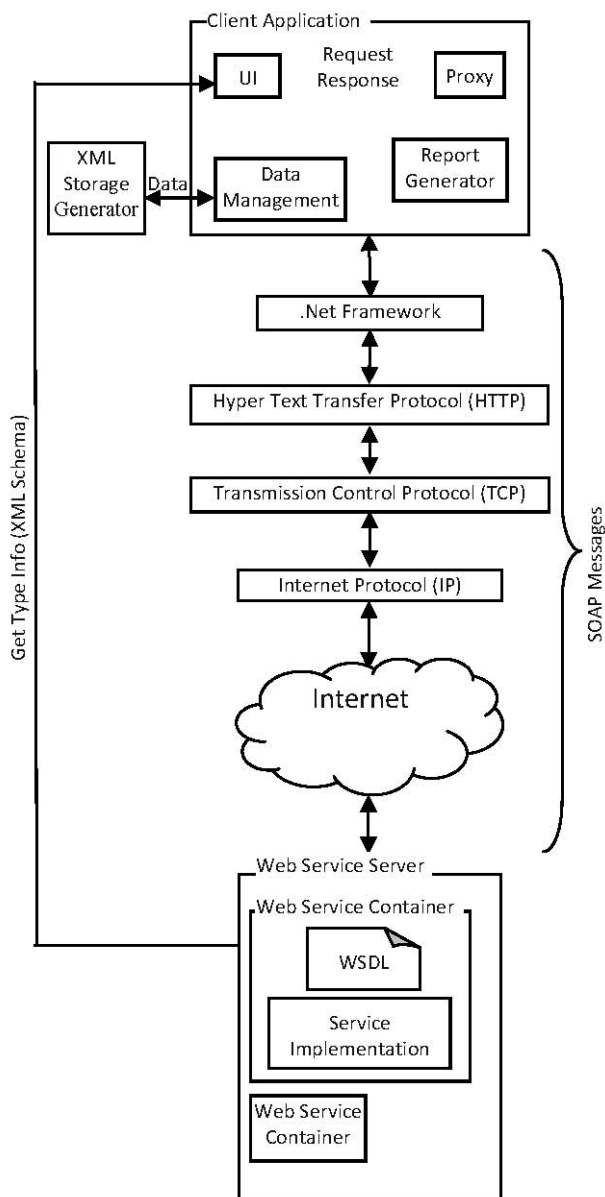 Client Application
UI
Request
Response
Proxy
XML
Storage
Generator
Data
Data
Management
Report
Generator
.Net Framework
Hyper Text Transfer Protocol (HTTP)
Transmission Control Protocol (TCP)
Internet Protocol (IP)
Internet
Get Type Info (XML Schema)
SOAP Messages
Web Service Server
Web Service Container
WSDL
Service
Implementation
Web Service
Container